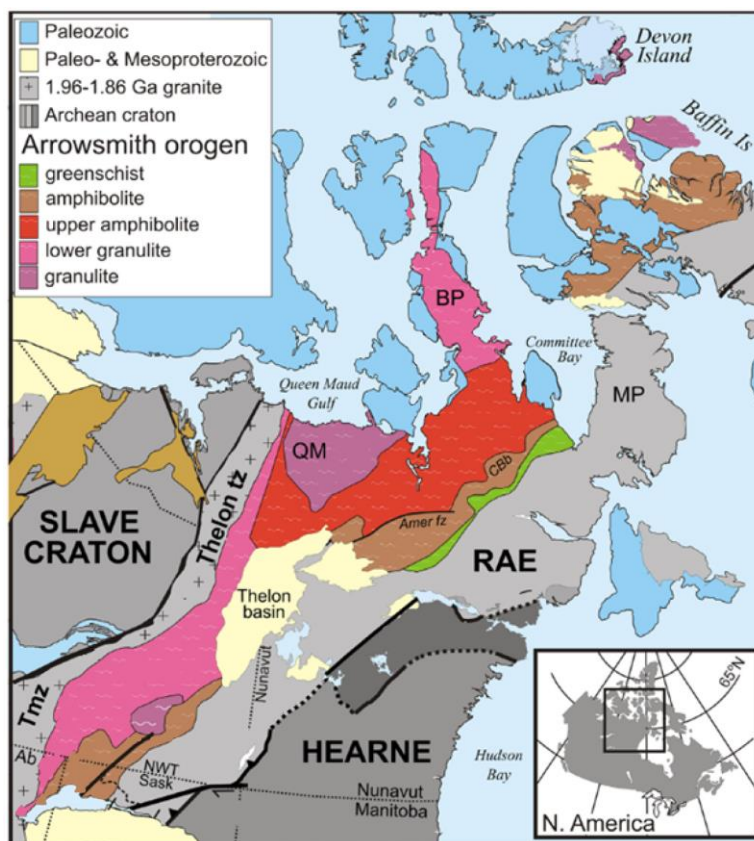 Paleozoic
Paleo- & Mesoproterozoic
1.96-1.86 Ga granite
Archean craton
Arrowsmith orogen
greenschist
amphibolite
upper amphibolite
lower granulite
granulite
Devon
Island
Baffin Is
BP
Committee
Bay
Queen Maud
Gulf
MP
QM
CBb
Thelon tz
SLAVE
CRATON
Amer fz
RAE
Thelon
basin
Nunavut
Tmz
Ab
NWT
Sask
HEARNE
Hudson
Bay
Nunavut
Manitoba
65ºN
N. America